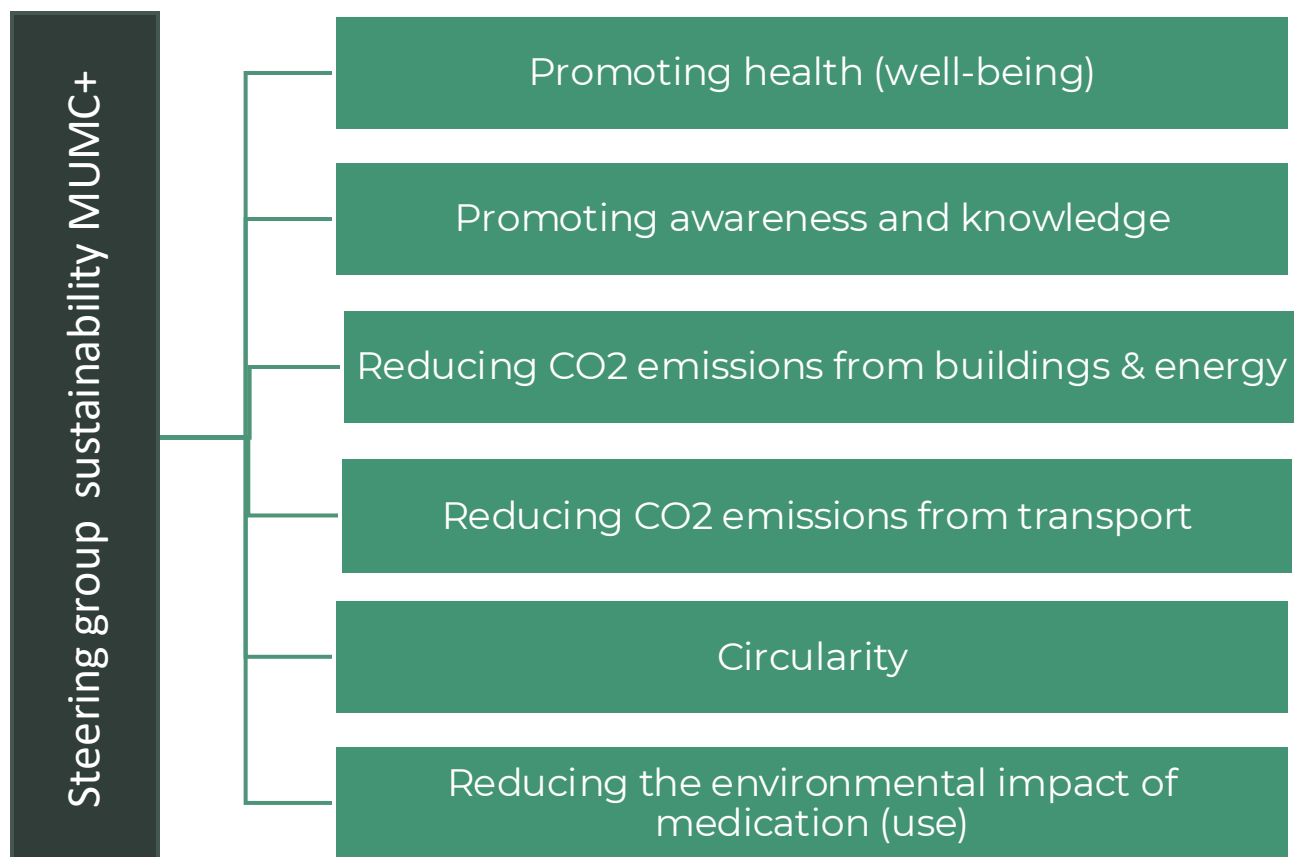 Steering group sustainability MUMC+
Promoting health (well-being)
Promoting awareness and knowledge
Reducing CO2 emissions from buildings & energy
Reducing CO2 emissions from transport
Circularity
Reducing the environmental impact of
medication (use)